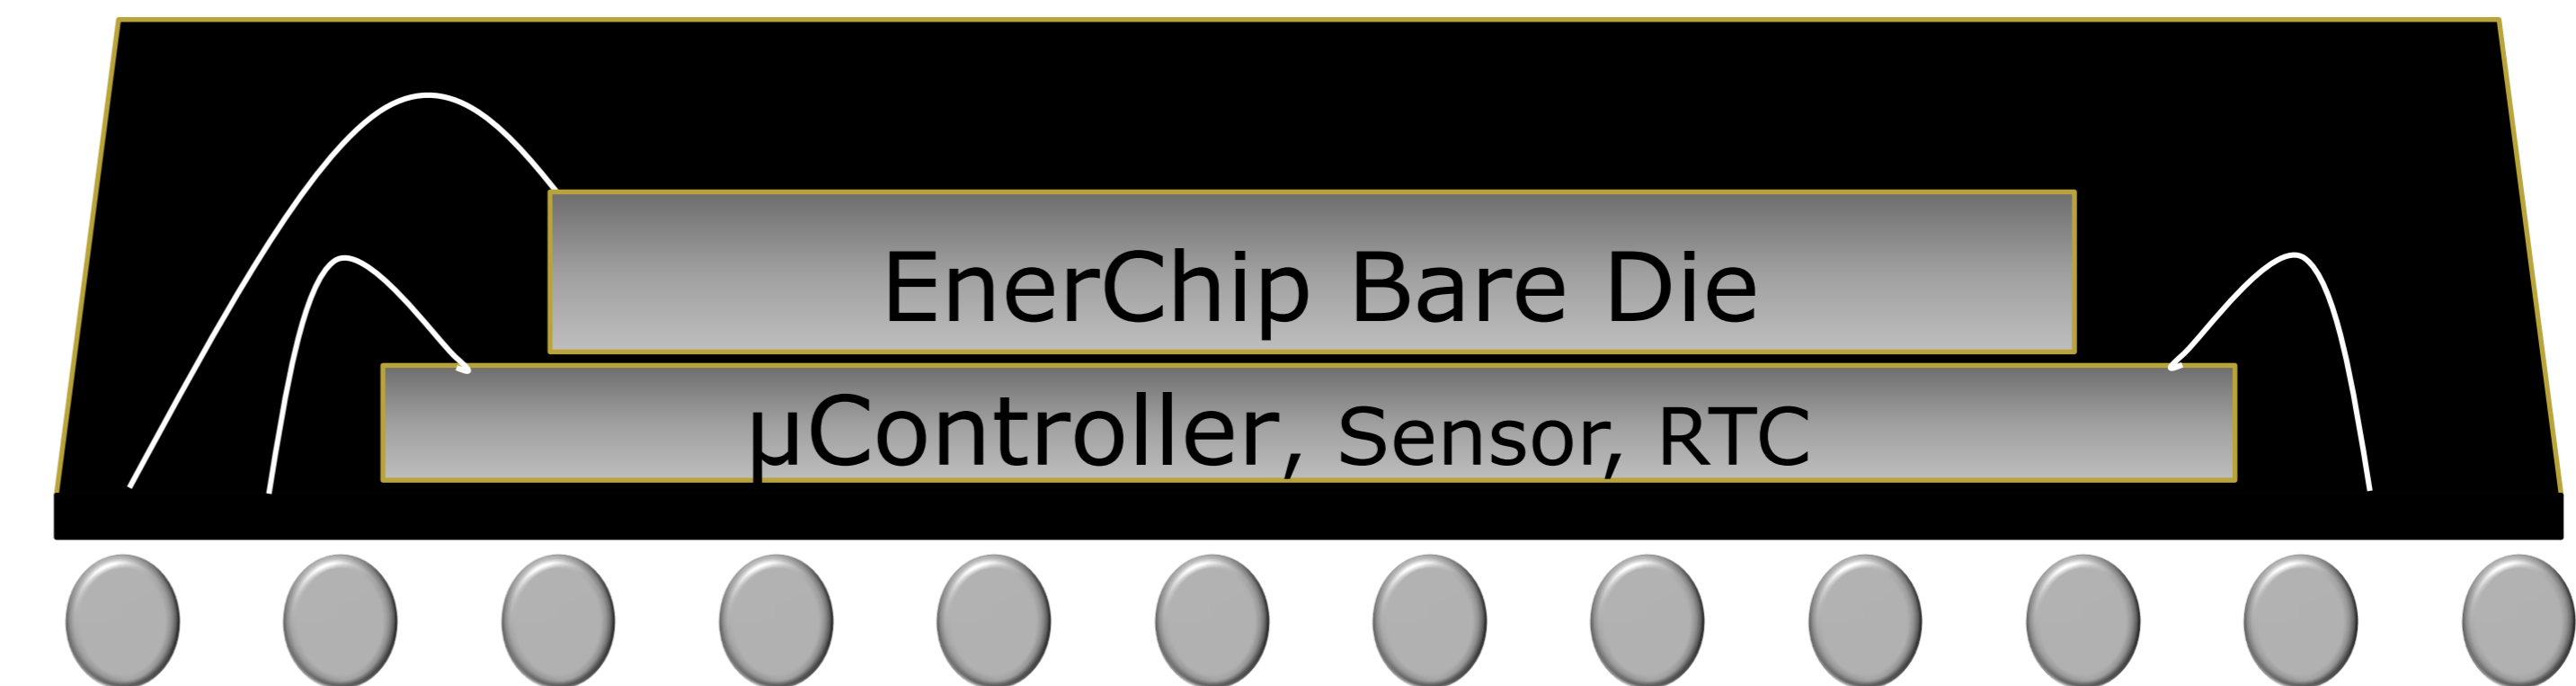 EnerChip Bare Die
µController, Sensor, RTC